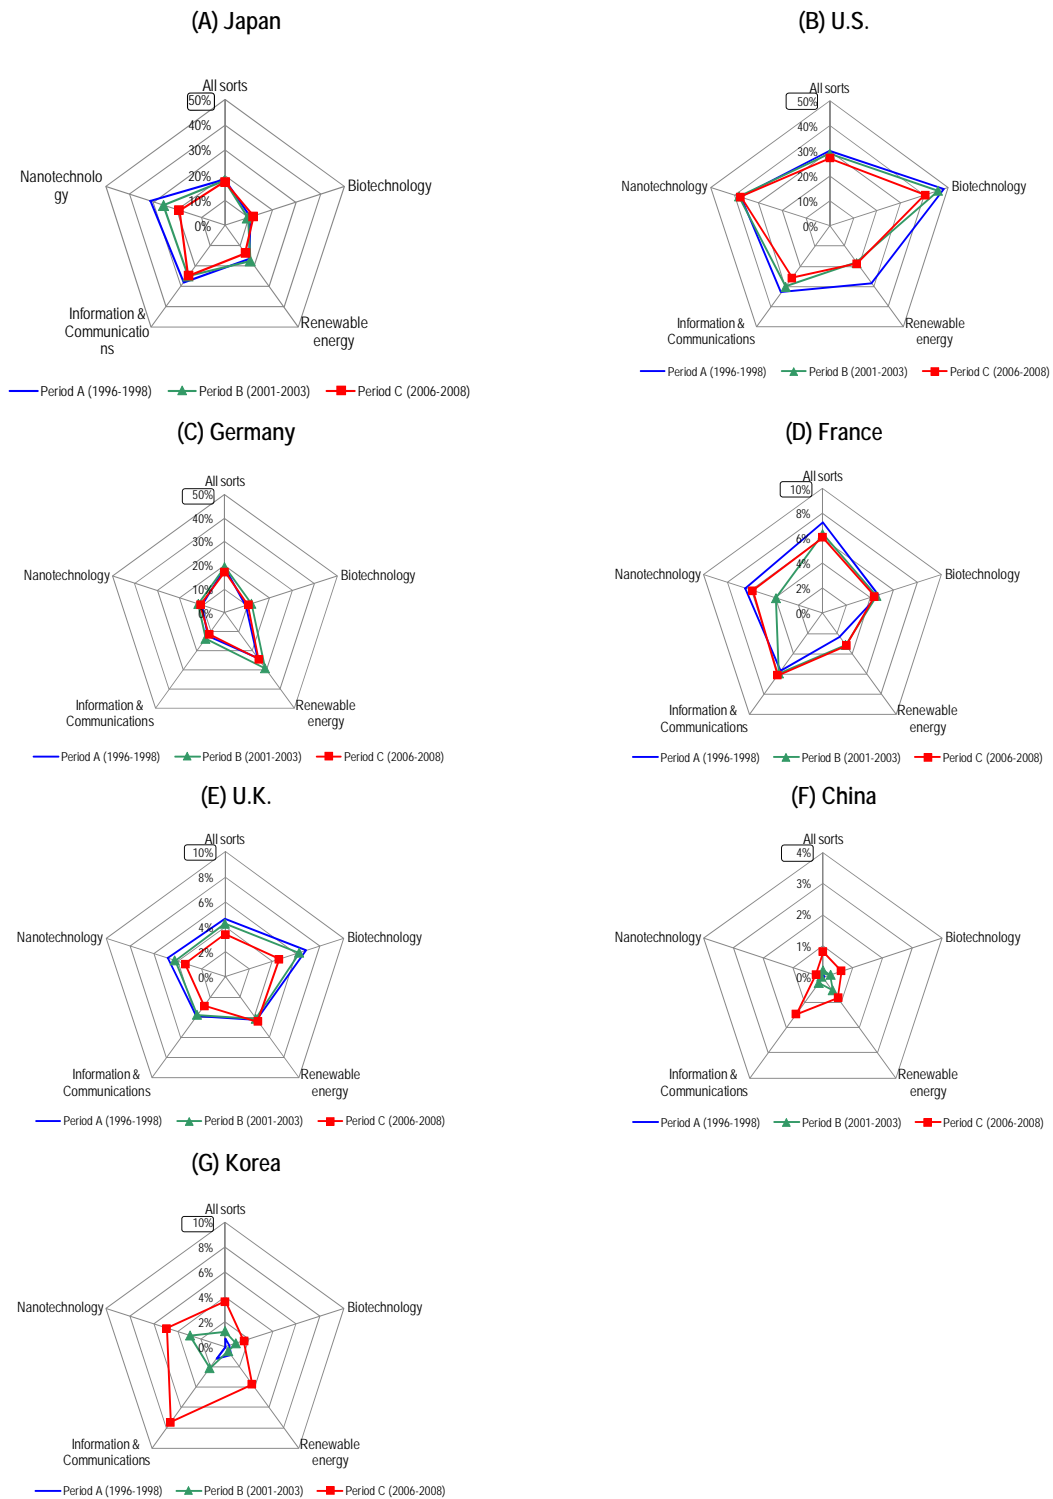 (A) Japan
All sorts
50%
40%
30%
20%
10%
0%
Biotechnology
Renewable
energy
Information &
Communicatio
ns
Nanotechnolo
gy
Period A (1996-1998) Period B (2001-2003) Period C (2006-2008)
(B) U.S.
All sorts
50%
40%
30%
20%
10%
0%
Biotechnology
Renewable
energy
Information &
Communications
Nanotechnology
Period A (1996-1998) Period B (2001-2003) Period C (2006-2008)
(C) Germany
All sorts
50%
40%
30%
20%
10%
0%
Biotechnology
Renewable
energy
Information &
Communications
Nanotechnology
Period A (1996-1998) Period B (2001-2003) Period C (2006-2008)
(D) France
All sorts
10%
8%
6%
4%
2%
0%
Biotechnology
Renewable
energy
Information &
Communications
Nanotechnology
Period A (1996-1998) Period B (2001-2003) Period C (2006-2008)
(E) U.K.
All sorts
10%
8%
6%
4%
2%
0%
Biotechnology
Renewable
energy
Information &
Communications
Nanotechnology
Period A (1996-1998) Period B (2001-2003) Period C (2006-2008)
(F) China
All sorts
4%
3%
2%
1%
0%
Biotechnology
Renewable
energy
Information &
Communications
Nanotechnology
Period A (1996-1998) Period B (2001-2003) Period C (2006-2008)
(G) Korea
All sorts
10%
8%
6%
4%
2%
0%
Biotechnology
Renewable
energy
Information &
Communications
Nanotechnology
Period A (1996-1998) Period B (2001-2003) Period C (2006-2008)